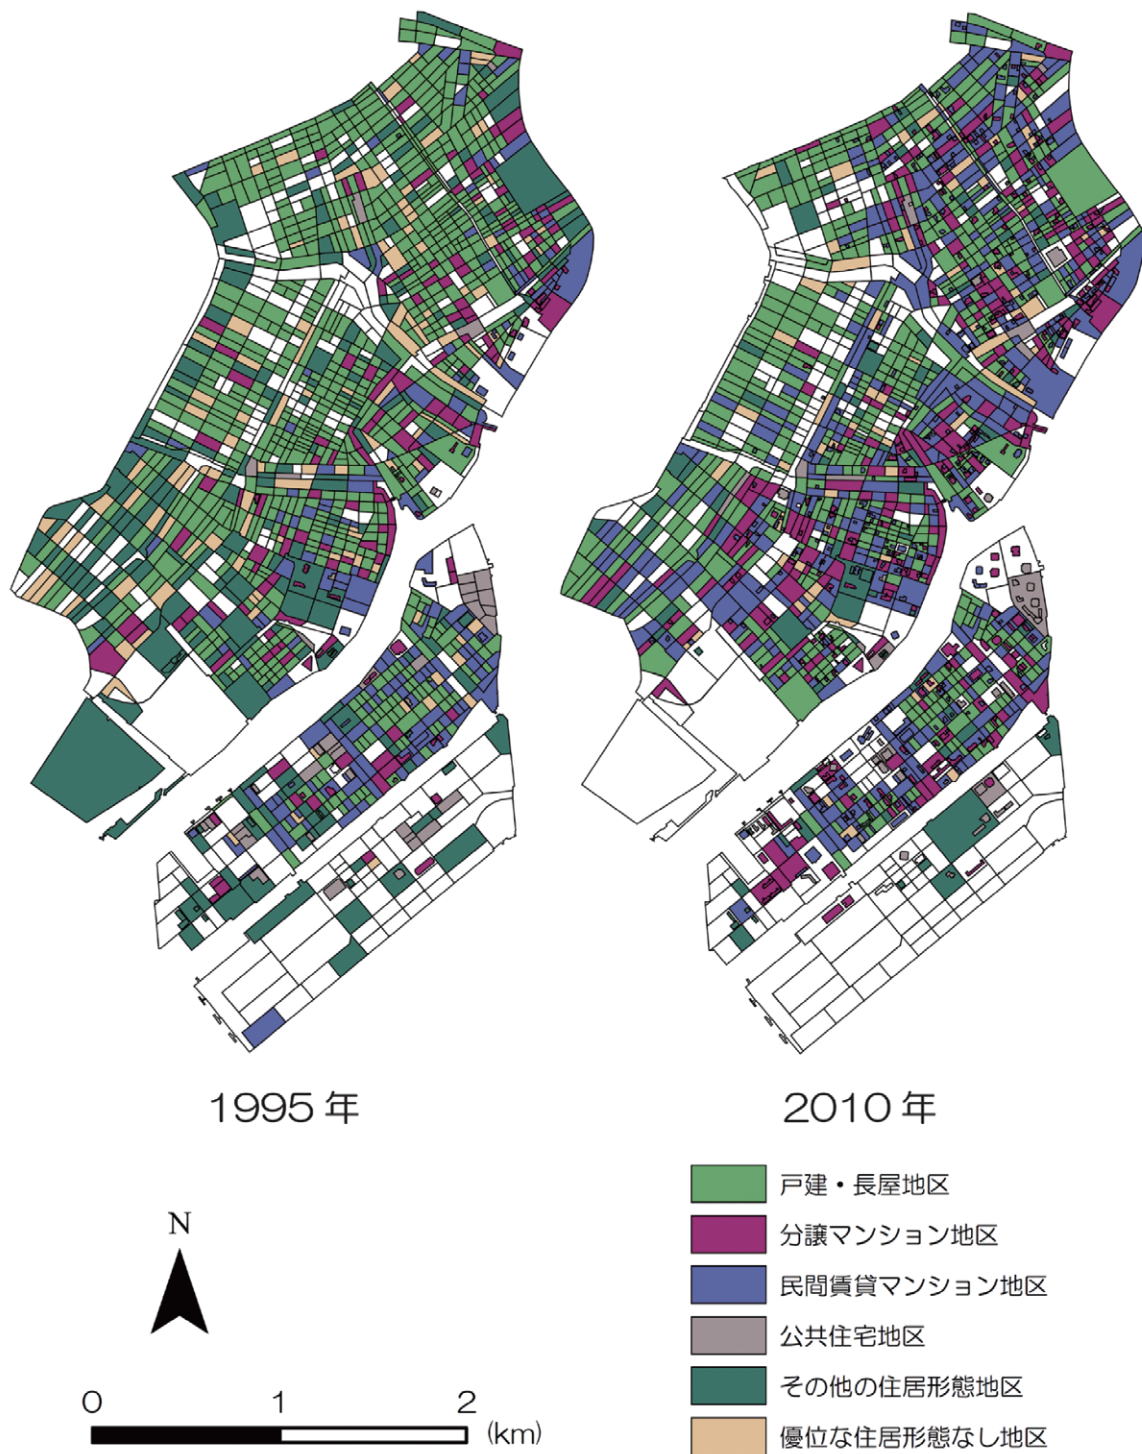 1995 年
2010 年
戸建・長屋地区
分譲マンション地区
民間賃貸マンション地区
公共住宅地区
その他の住居形態地区
優位な住居形態なし地区
N
0 1 2
(km)